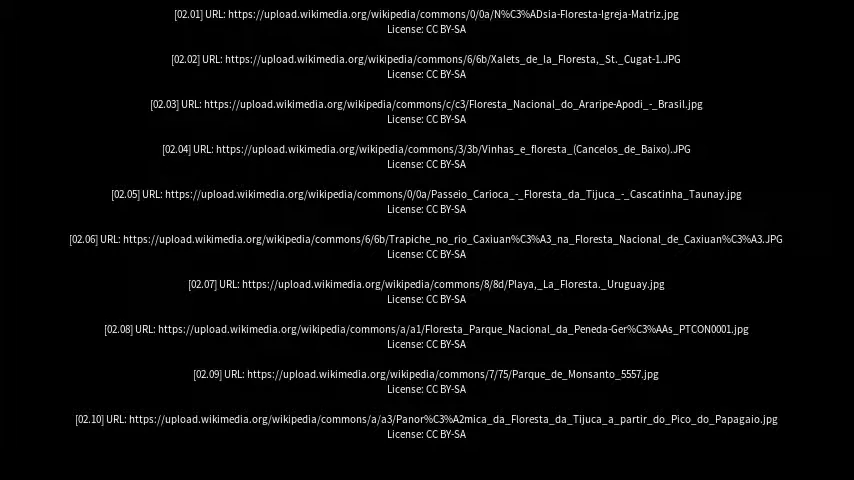 [02.01] URL: https://upload.wikimedia.org/wikipedia/commons/0/0a/N%C3%ADsia-Floresta-Igreja-Matriz.jpg
License: CC BY-SA
[02.02] URL: https://upload.wikimedia.org/wikipedia/commons/6/6b/Xalets_de_la_Floresta,_St._Cugat-1.JPG
License: CC BY-SA
[02.03] URL: https://upload.wikimedia.org/wikipedia/commons/c/c3/Floresta_Nacional_do_Araripe-Apodi_-_Brasil.jpg
License: CC BY-SA
[02.04] URL: https://upload.wikimedia.org/wikipedia/commons/3/3b/Vinhas_e_floresta_(Cancelos_de_Baixo).JPG
License: CC BY-SA
[02.05] URL: https://upload.wikimedia.org/wikipedia/commons/0/0a/Passeio_Carioca_-_Floresta_da_Tijuca_-_Cascatinha_Taunay.jpg
License: CC BY-SA
[02.06] URL: https://upload.wikimedia.org/wikipedia/commons/6/6b/Trapiche_no_rio_Caxiuan%C3%A3_na_Floresta_Nacional_de_Caxiuan%C3%A3.JPG
License: CC BY-SA
[02.07] URL: https://upload.wikimedia.org/wikipedia/commons/8/8d/Playa,_La_Floresta._Uruguay.jpg
License: CC BY-SA
[02.08] URL: https://upload.wikimedia.org/wikipedia/commons/a/a1/Floresta_Parque_Nacional_da_Peneda-Ger%C3%AAs_PTCON0001.jpg
License: CC BY-SA
[02.09] URL: https://upload.wikimedia.org/wikipedia/commons/7/75/Parque_de_Monsanto_5557.jpg
License: CC BY-SA
[02.10] URL: https://upload.wikimedia.org/wikipedia/commons/a/a3/Panor%C3%A2mica_da_Floresta_da_Tijuca_a_partir_do_Pico_do_Papagaio.jpg
License: CC BY-SA